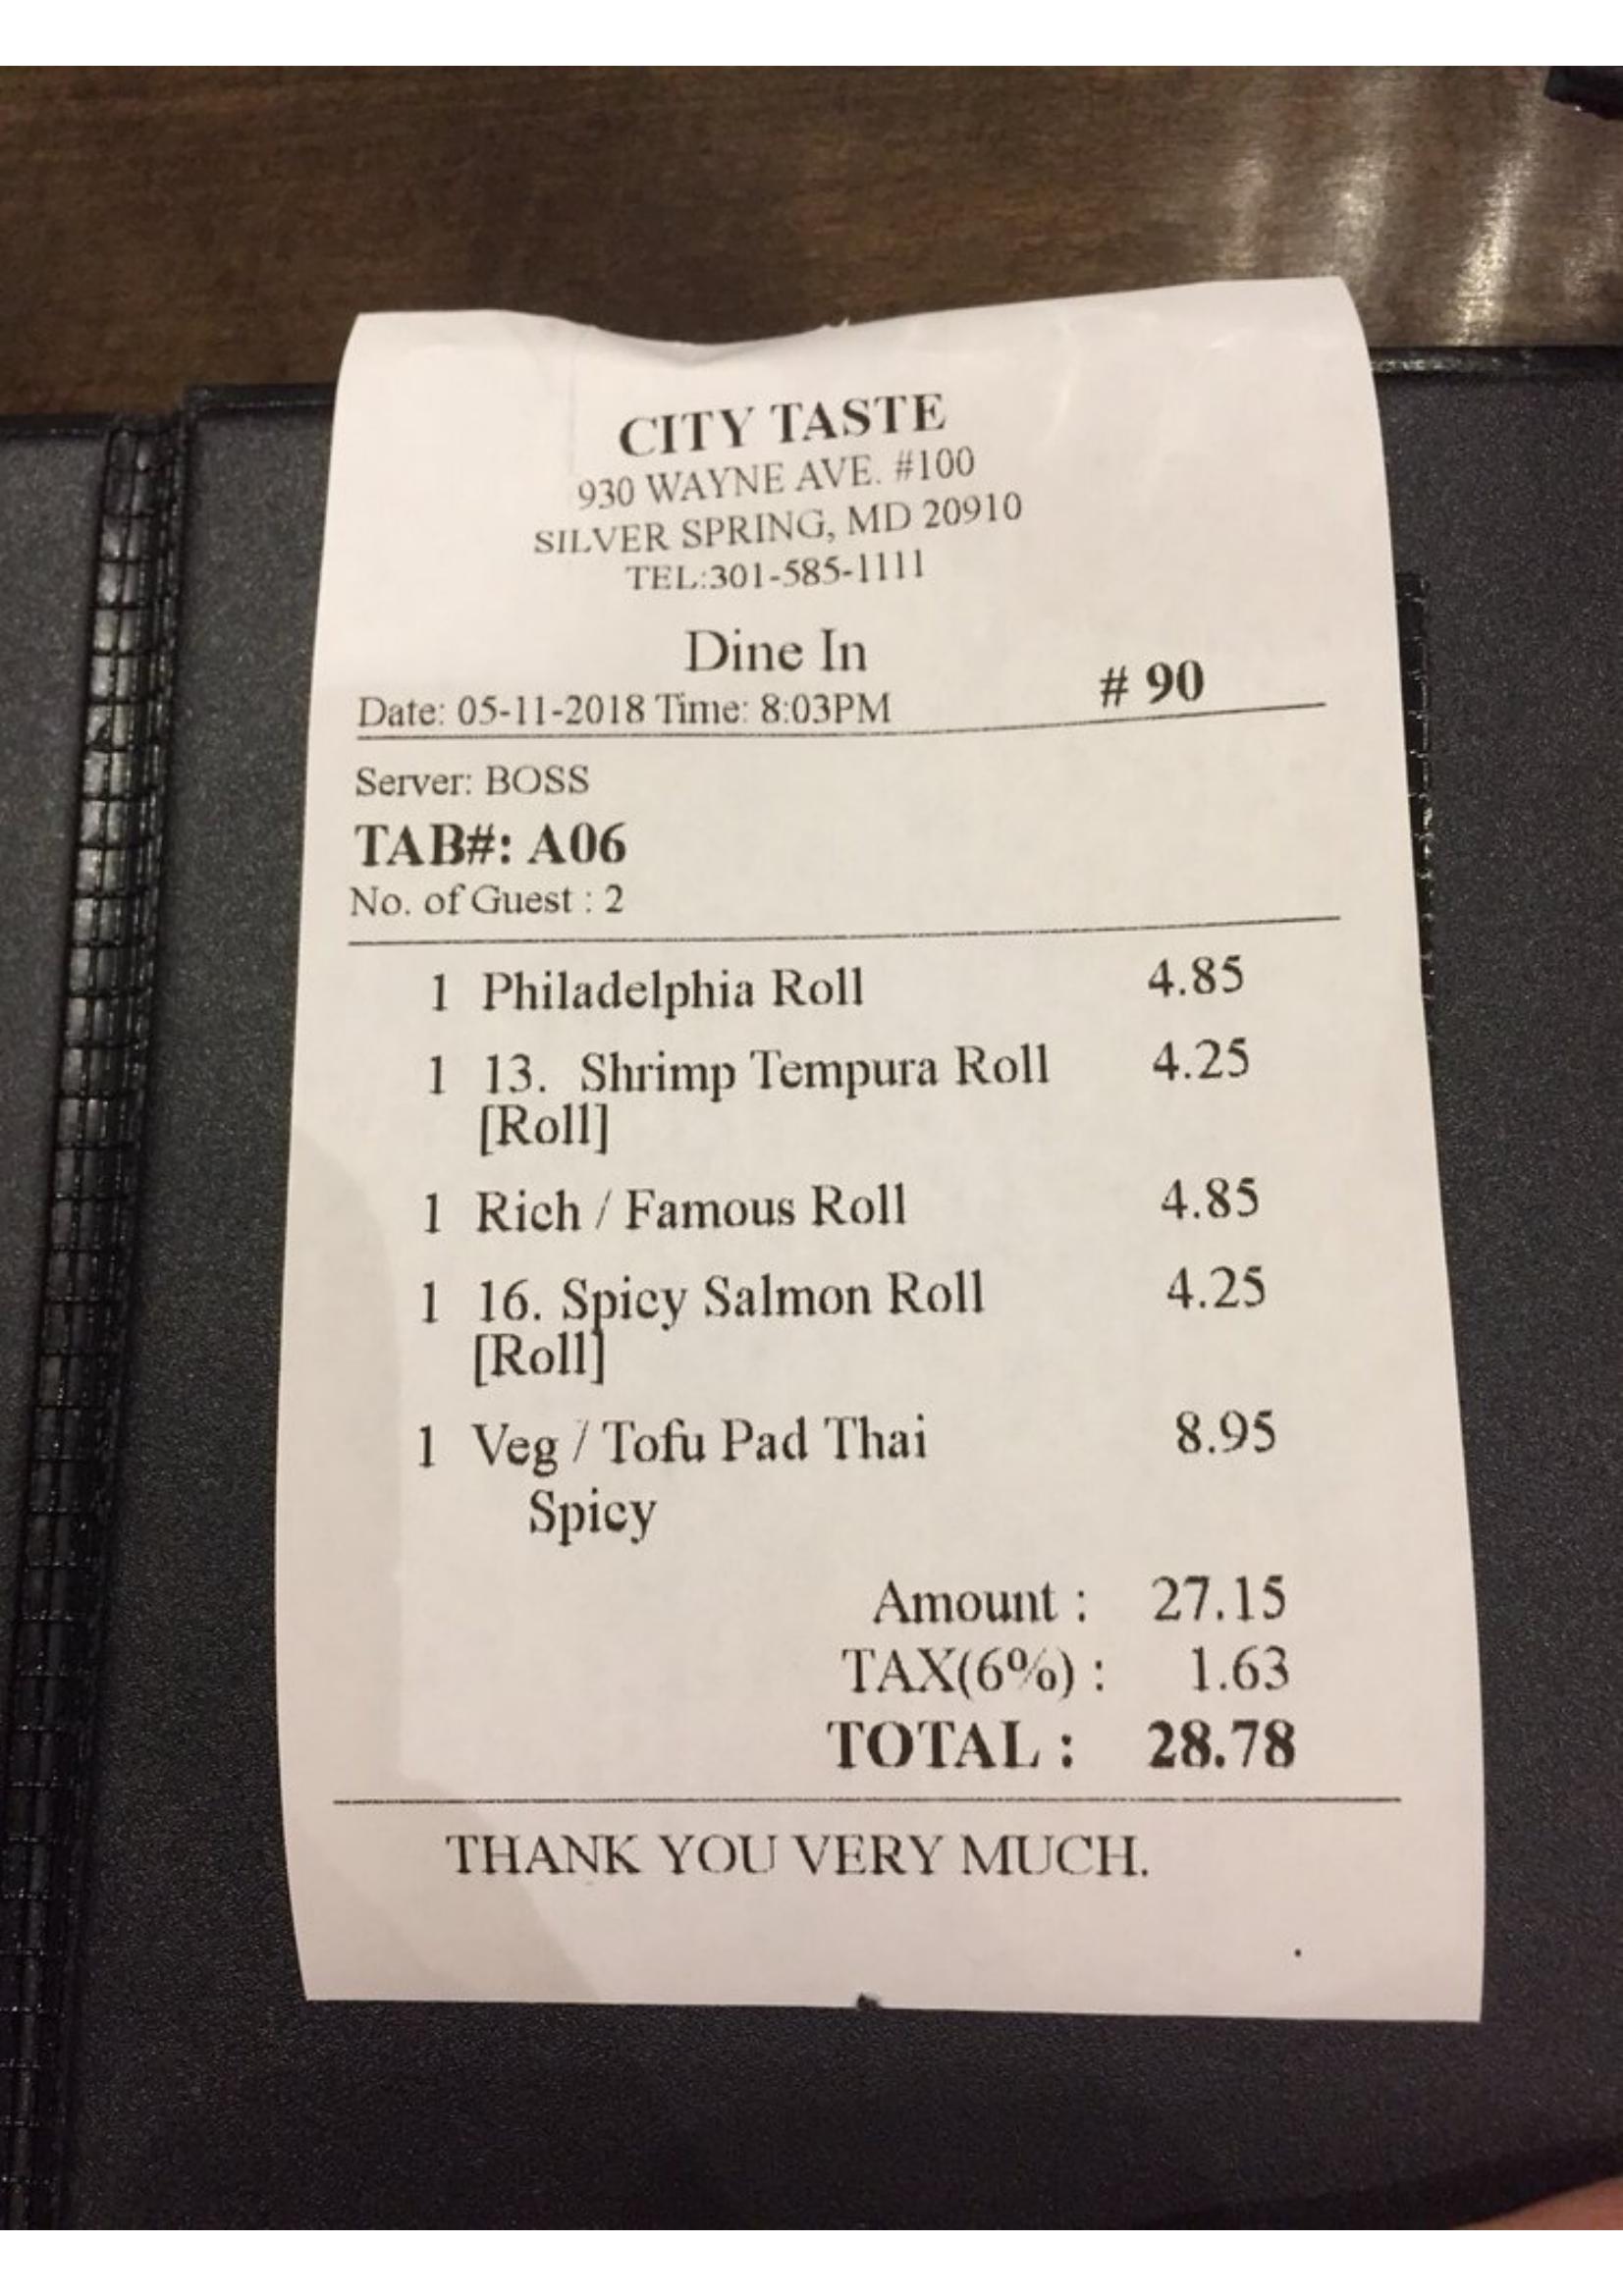 CITY TASTE
930 WAYNE AVE. #100
SILVER SPRING, MD 20910
TEL:301-585-1111
Dine In
# 90
Date: 05-11-2018 Time: 8:03PM
Server: BOSS
TAB#: A06
No. of Guest : 2
1 Philadelphia Roll 4.85
1 13. Shrimp Tempura Roll 4.25
[Roll]
1 Rich / Famous Roll 4.85
1 16. Spicy Salmon Roll 4.25
[Roll]
1 Veg / Tofu Pad Thai 8.95
Spicy
Amount : 27.15
TAX(6%) : 1.63
TOTAL : 28.78
THANK YOU VERY MUCH.